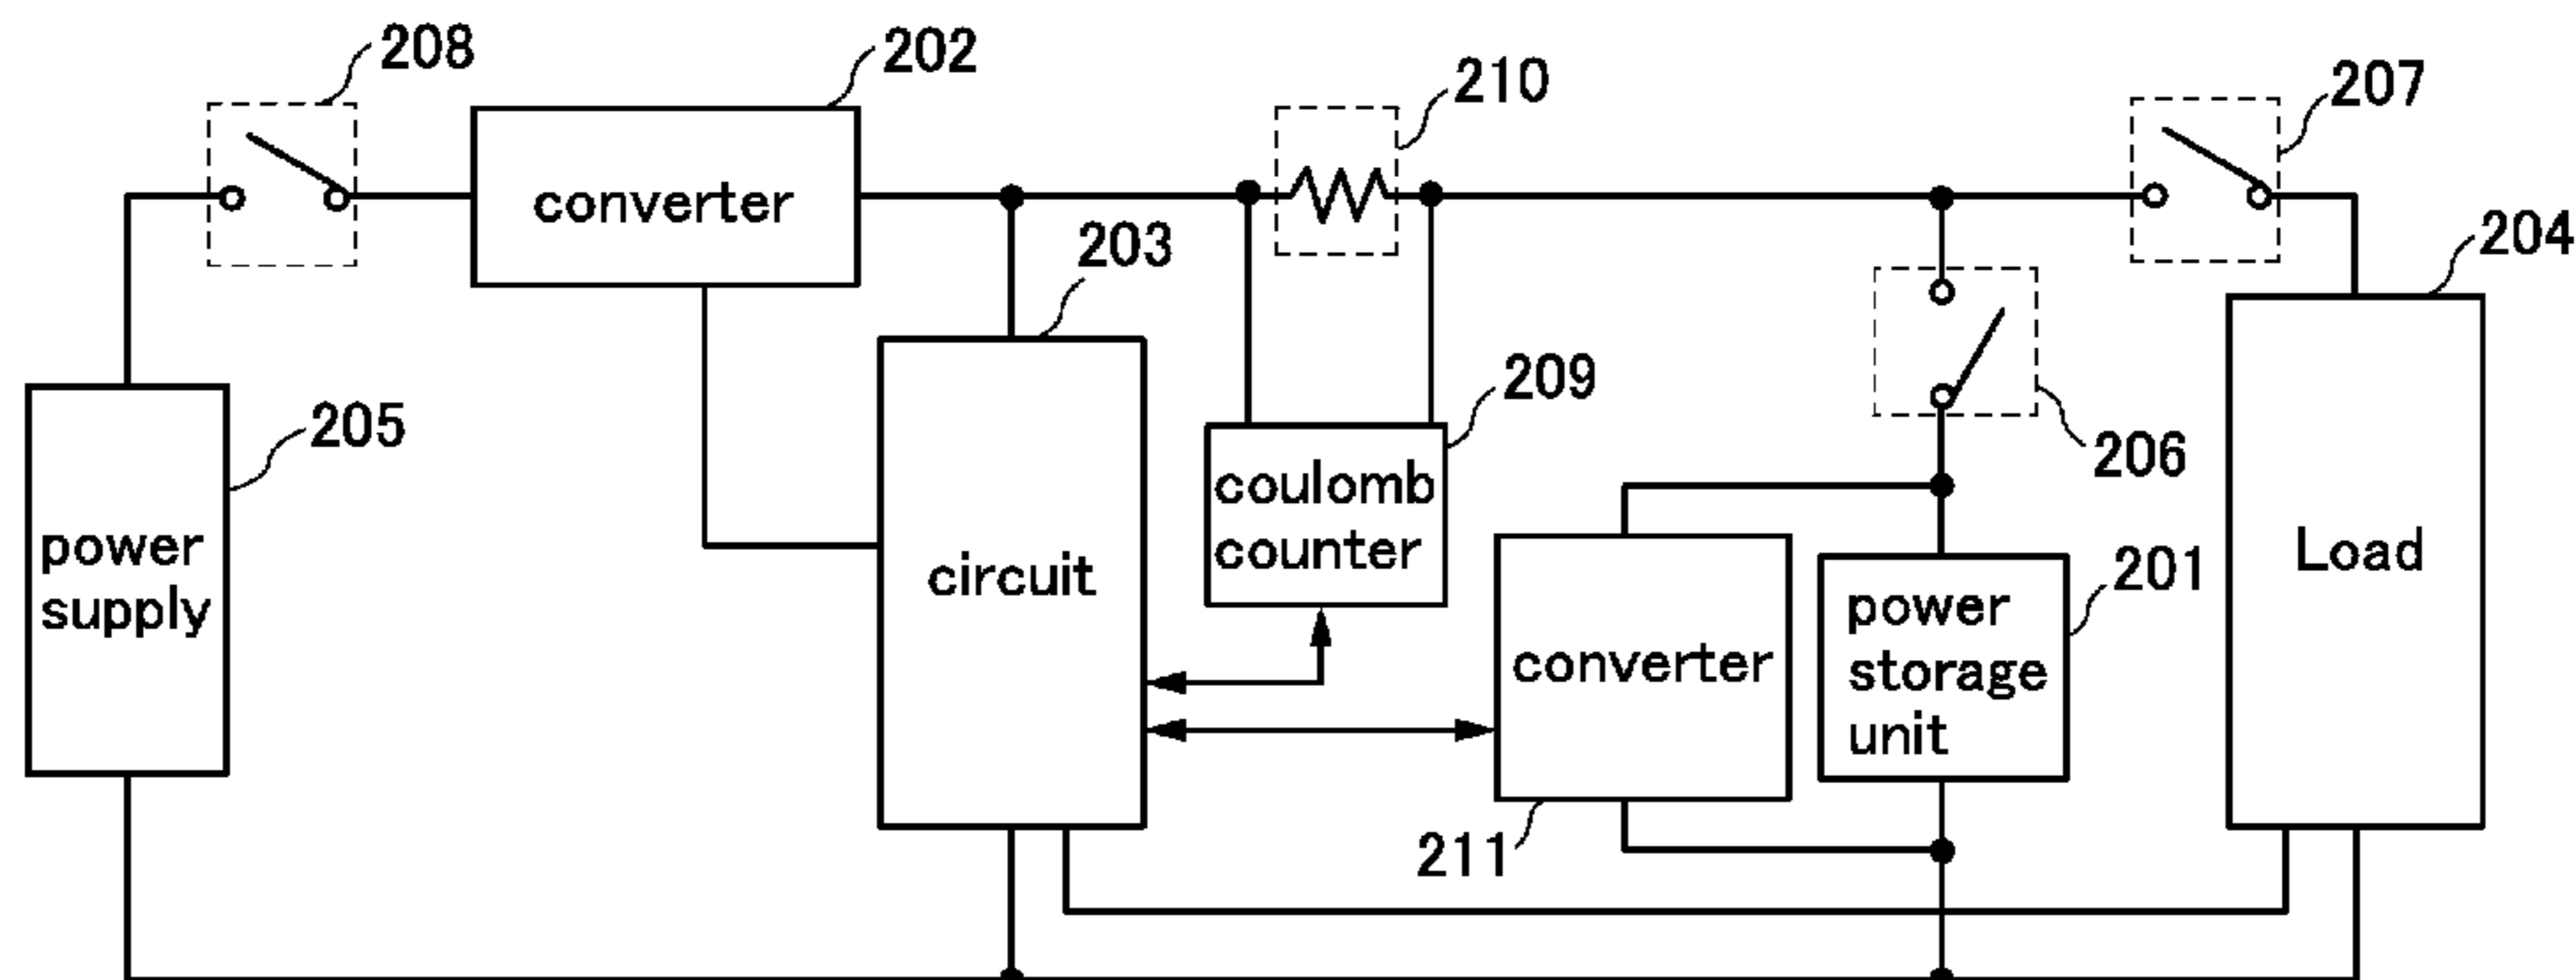 208
202
210
207
converter
203
204
205
209
206
coulomb
counter
power
supply
circuit
converter
201
power
storage
unit
Load
211